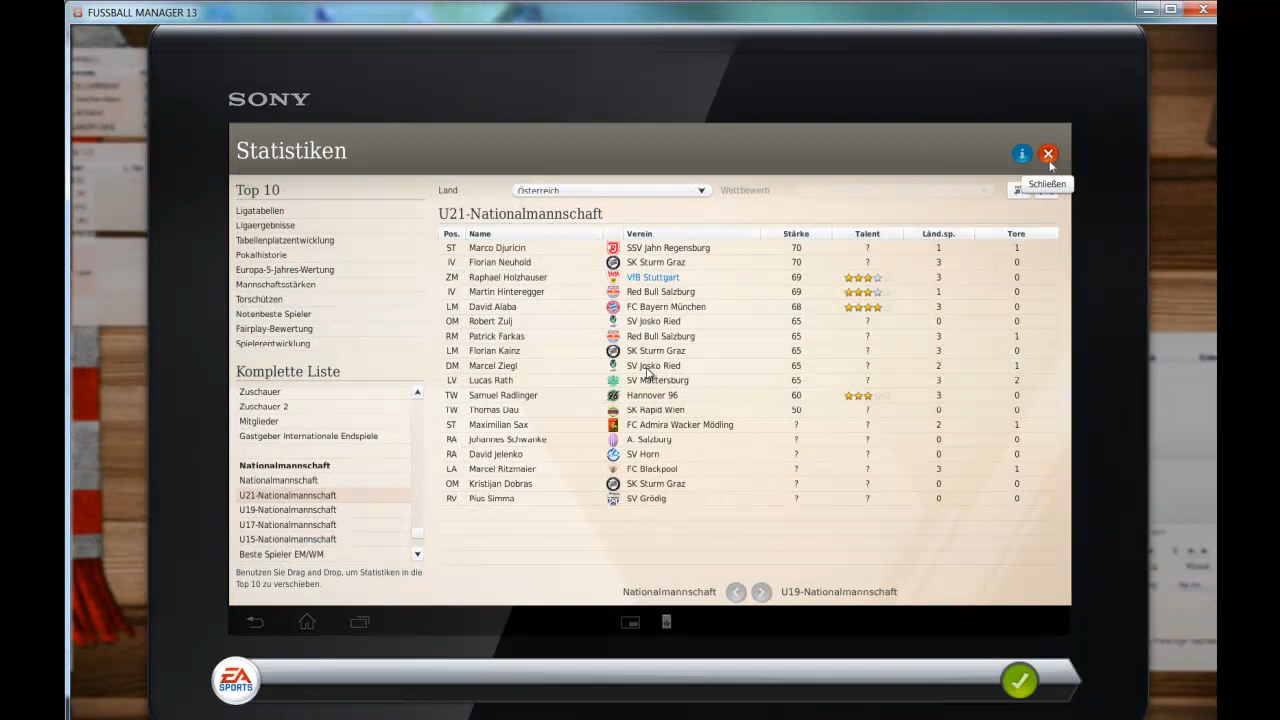 FUSSBALL MANAGER 13
SONY
Statistiken
Schließen
Top 10
Ligatabellen
Ligaergebnisse
Tabellenplatzentwicklung
Pokalhistorie
Europa-5-Jahres-Wertung
Mannschaftsstärken
Torschützen
Notenbeste Spieler
Fairplay-Bewertung
Spielerentwicklung
Komplette Liste
Zuschauer
Zuschauer 2
Mitglieder
Gastgeber Internationale Endspiele
Nationalmannschaft
Nationalmannschaft
U21-Nationalmannschaft
U19-Nationalmannschaft
U17-Nationalmannschaft
U15-Nationalmannschaft
Beste Spieler EM/WM
Benutzen Sie Drag and Drop, um Statistiken in die
Top 10 zu verschieben.
Land Österreich Wettbewerb
U21-Nationalmannschaft
Pos. Name Verein Stärke Talent Länd.sp. Tore
ST Marco Djuricin SSV Jahn Regensburg 70 ? 1 1
IV Florian Neuhold SK Sturm Graz 70 ? 3 0
ZM Raphael Holzhauser VfB Stuttgart 69 3 0
IV Martin Hinteregger Red Bull Salzburg 69 1 0
LM David Alaba FC Bayern München 68 3 0
OM Robert Zulj SV Josko Ried 65 ? 0 0
RM Patrick Farkas Red Bull Salzburg 65 ? 3 1
LM Florian Kainz SK Sturm Graz 65 ? 3 0
DM Marcel Ziegl SV Josko Ried 65 ? 2 1
LV Lucas Rath SV Mattersburg 65 ? 3 2
TW Samuel Radlinger Hannover 96 60 3 0
TW Thomas Dau SK Rapid Wien 50 ? 0 0
ST Maximilian Sax FC Admira Wacker Mödling ? ? 2 1
RA Johannes Schwanke A. Salzburg ? ? 0 0
RA David Jelenko SV Horn ? ? 0 0
LA Marcel Ritzmaier FC Blackpool ? ? 3 1
OM Kristijan Dobras SK Sturm Graz ? ? 0 0
RV Pius Simma SV Grödig ? ? 0 0
Nationalmannschaft U19-Nationalmannschaft
EA
SPORTS